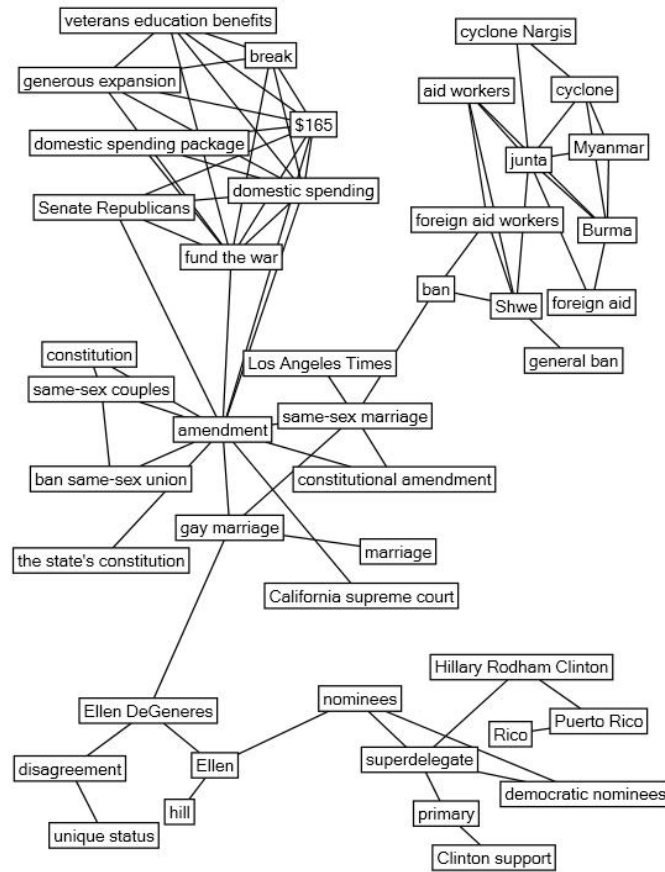 veterans education benefits
cyclone Nargis
break
generous expansion
aid workers
cyclone
$165
domestic spending package
junta
Myanmar
domestic spending
Senate Republicans
foreign aid workers
Burma
fund the war
ban
Shwe
foreign aid
constitution
Los Angeles Times
general ban
same-sex couples
same-sex marriage
amendment
ban same-sex union
constitutional amendment
gay marriage
marriage
the state's constitution
California supreme court
Hillary Rodham Clinton
nominees
Ellen DeGeneres
Puerto Rico
Rico
disagreement
Ellen
superdelegate
democratic nominees
hill
primary
unique status
Clinton support